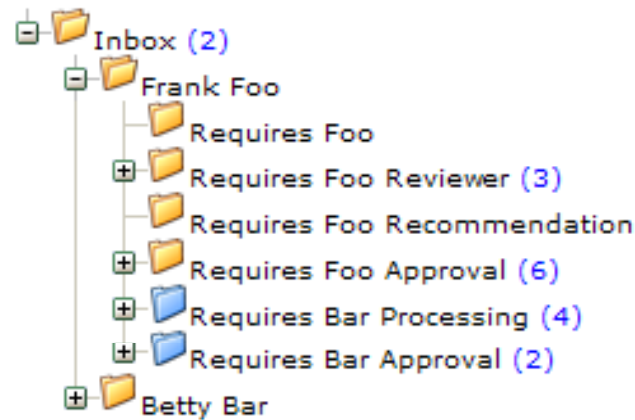 Inbox (2)
Frank Foo
Requires Foo
Requires Foo Reviewer (3)
Requires Foo Recommendation
Requires Foo Approval (6)
Requires Bar Processing (4)
Requires Bar Approval (2)
Betty Bar